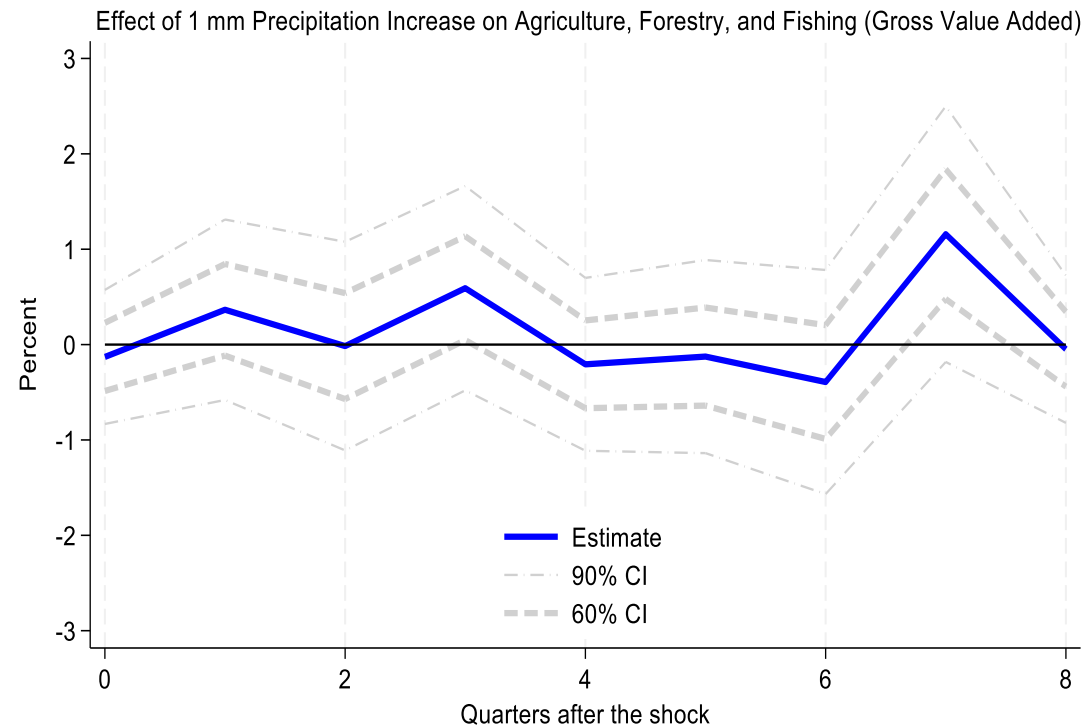 Effect of 1 mm Precipitation Increase on Agriculture, Forestry, and Fishing (Gross Value Added)
3
2
1
0
-1
-2
-3
Percent
Estimate
90% CI
60% CI
0 2 4 6 8
Quarters after the shock